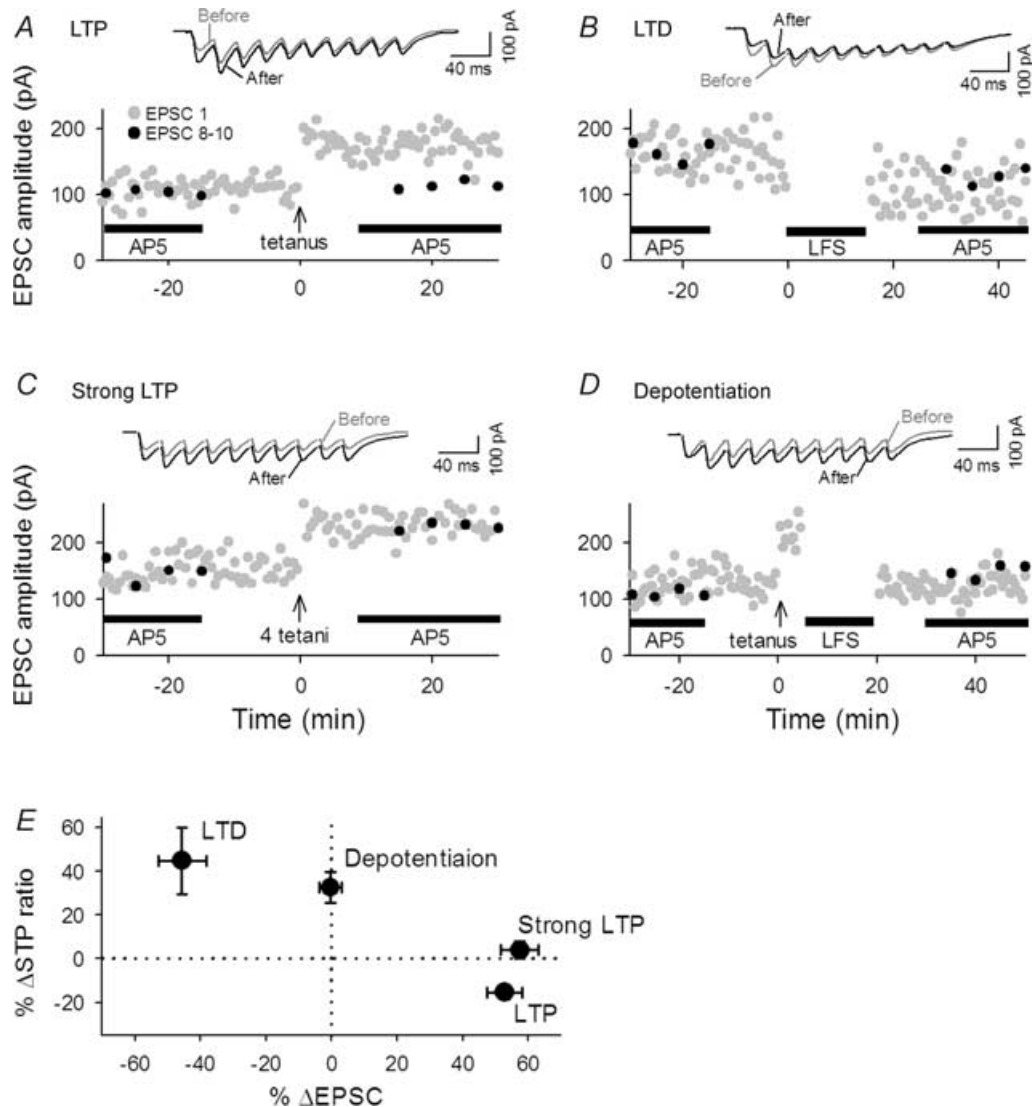 A LTP
Before
After
40 ms
100 pA
EPSC amplitude (pA)
200
100
0
EPSC 1
EPSC 8-10
AP5
tetanus
AP5
-20 0 20
B LTD
After
Before
40 ms
100 pA
200
100
0
AP5
LFS
AP5
-20 0 20 40
C Strong LTP
Before
After
40 ms
100 pA
EPSC amplitude (pA)
200
100
0
AP5
4 tetani
AP5
-20 0 20
Time (min)
D Depotentiation
Before
After
40 ms
100 pA
200
100
0
AP5
tetanus
LFS
AP5
-20 0 20 40
Time (min)
E
% ΔSTP ratio
60
40
20
0
-20
LTD
Depotentiaion
Strong LTP
LTP
-60 -40 -20 0 20 40 60
% ΔEPSC